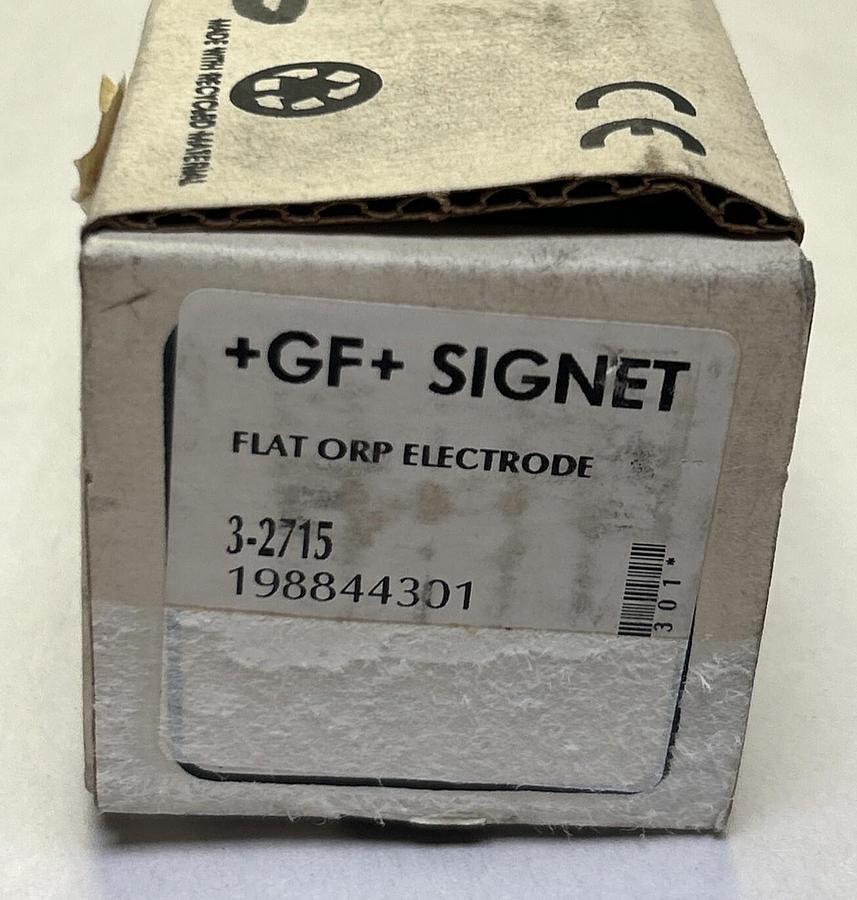 MADE WITH RECYCLED MATERIAL
CE
+GF+ SIGNET
FLAT ORP ELECTRODE
3-2715
198844301
301*